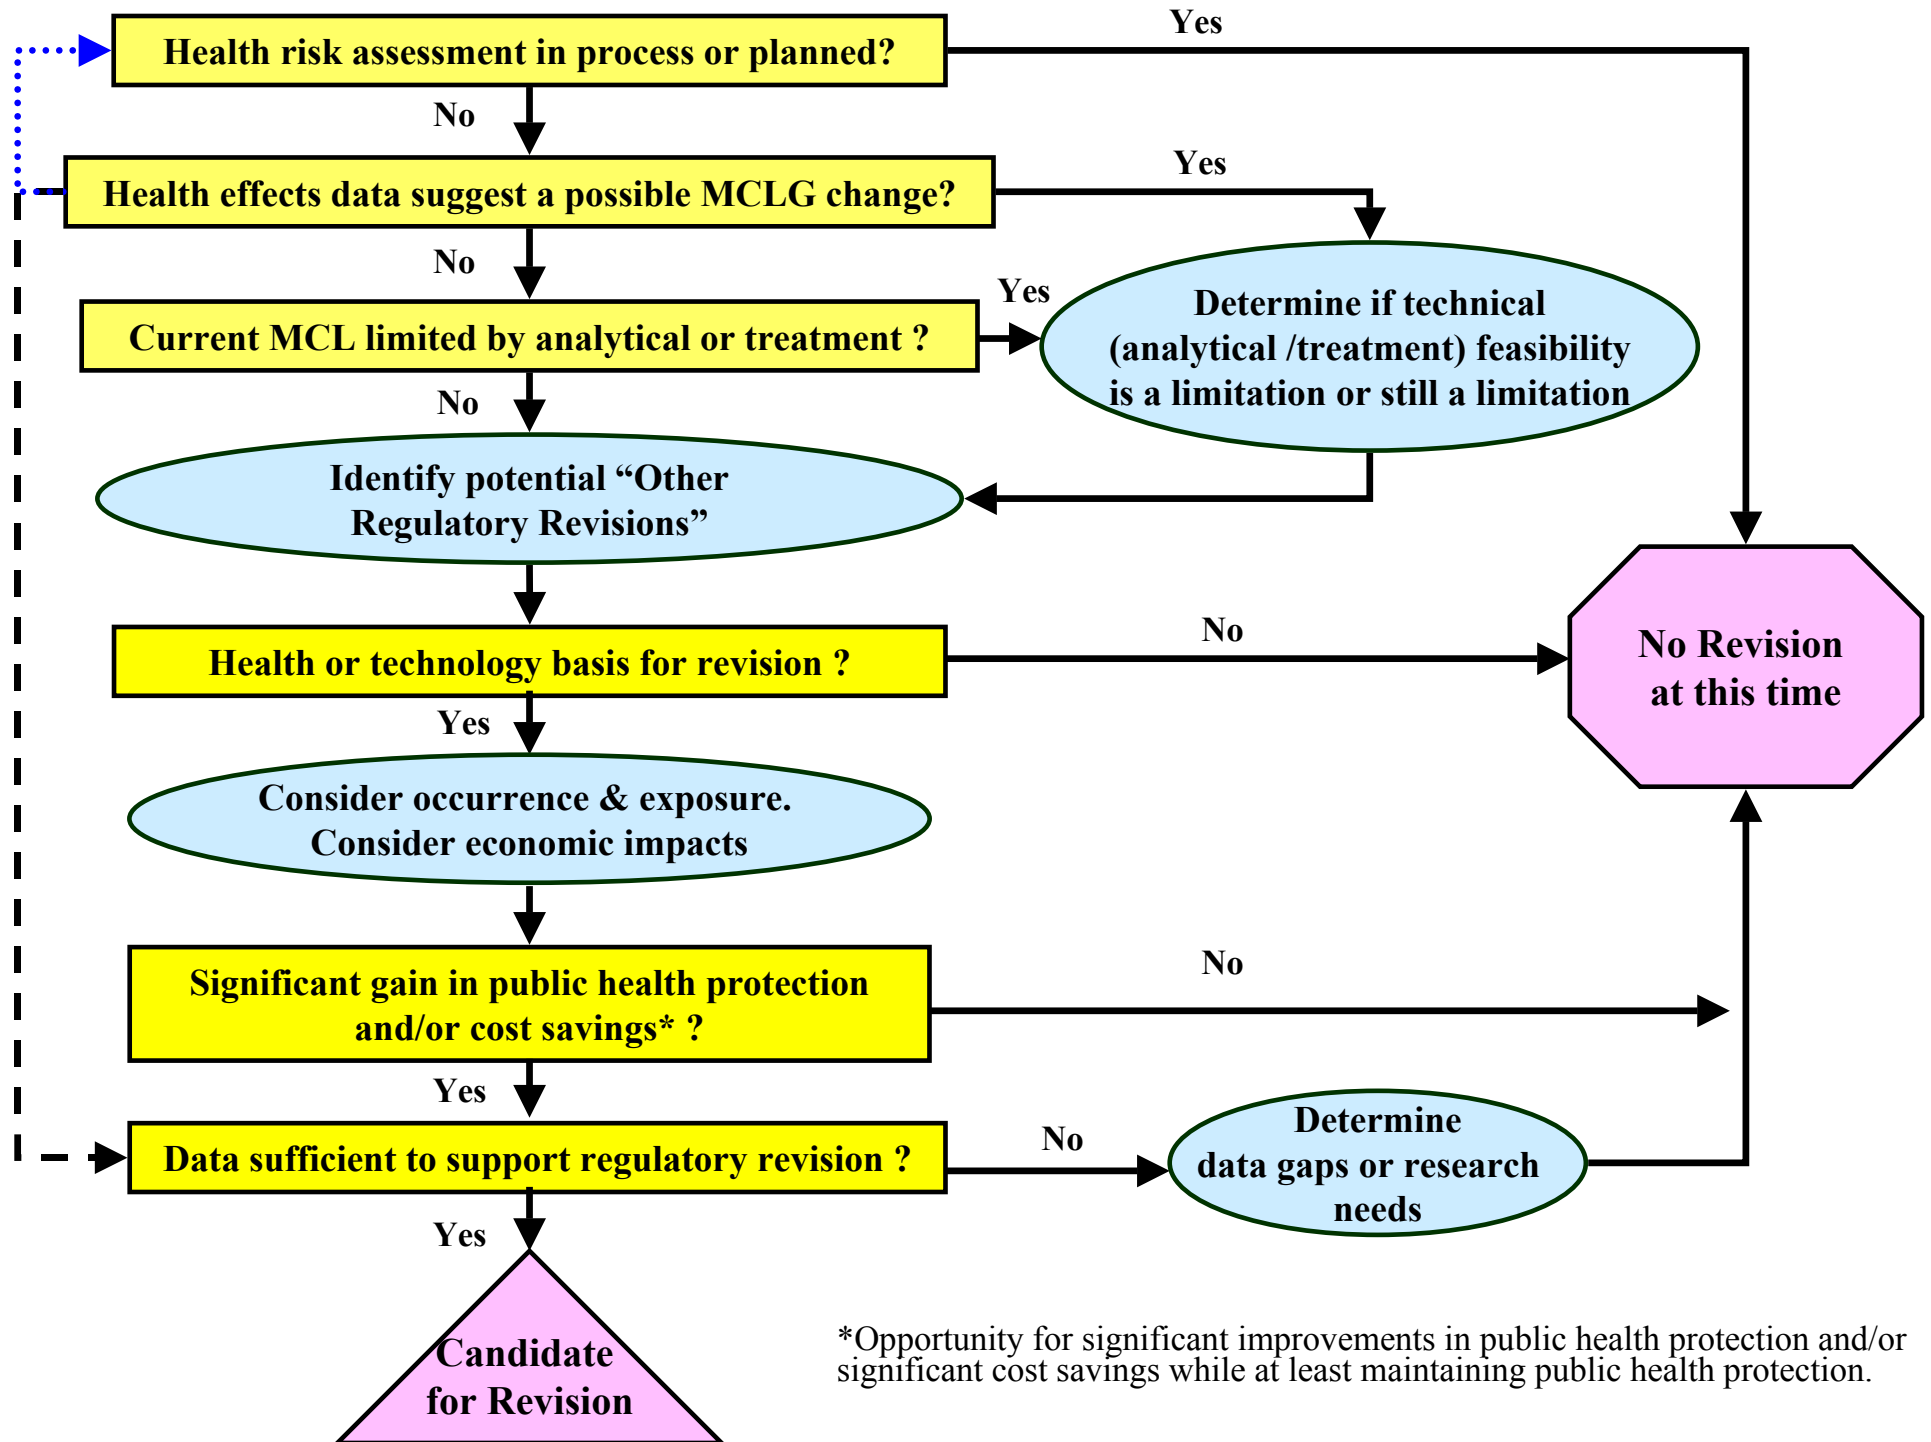 Yes
Health risk assessment in process or planned?
No
Yes
Health effects data suggest a possible MCLG change?
No
Yes
Determine if technical
(analytical /treatment) feasibility
is a limitation or still a limitation
Current MCL limited by analytical or treatment ?
No
Identify potential “Other
Regulatory Revisions”
No
Health or technology basis for revision ?
No Revision
at this time
Yes
Consider occurrence & exposure.
Consider economic impacts
No
Significant gain in public health protection
and/or cost savings* ?
Yes
No
Data sufficient to support regulatory revision ?
Determine
data gaps or research
needs
Yes
Candidate
for Revision
*Opportunity for significant improvements in public health protection and/or
significant cost savings while at least maintaining public health protection.